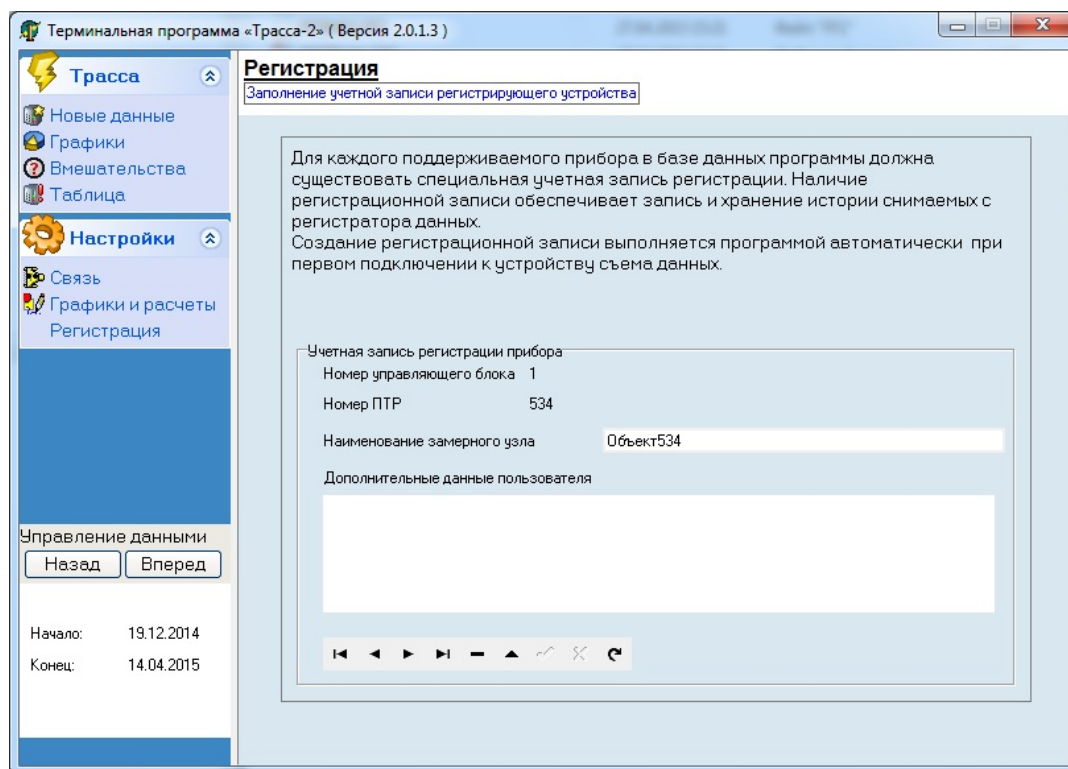 Терминальная программа «Трасса-2» ( Версия 2.0.1.3 )
Трасса
Новые данные
Графики
Вмешательства
Таблица
Настройки
Связь
Графики и расчеты
Регистрация
Управление данными
Назад Вперед
Начало: 19.12.2014
Конец: 14.04.2015
Регистрация
Заполнение учетной записи регистрирующего устройства
Для каждого поддерживаемого прибора в базе данных программы должна
существовать специальная учетная запись регистрации. Наличие
регистрационной записи обеспечивает запись и хранение истории снимаемых с
регистратора данных.
Создание регистрационной записи выполняется программой автоматически при
первом подключении к устройству съема данных.
Учетная запись регистрации прибора
Номер управляющего блока 1
Номер ПТР 534
Наименование замерного узла Объект534
Дополнительные данные пользователя